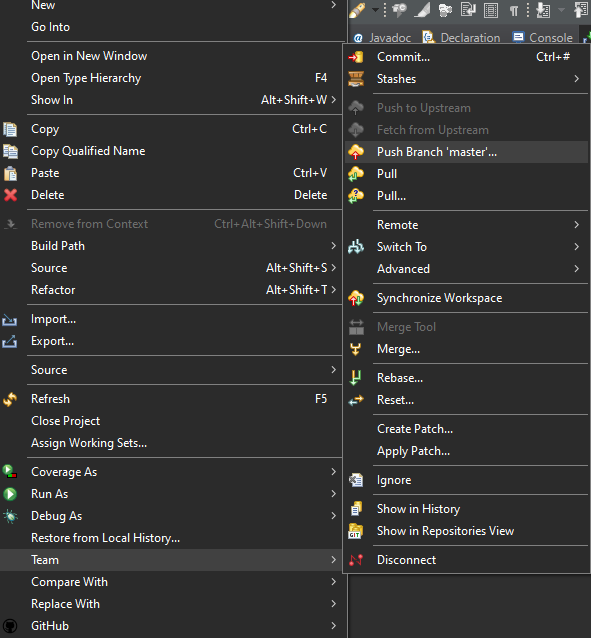 New
Go Into
Open in New Window
Open Type Hierarchy F4
Show In Alt+Shift+W
Copy Ctrl+C
Copy Qualified Name
Paste Ctrl+V
Delete Delete
Remove from Context Ctrl+Alt+Shift+Down
Build Path
Source Alt+Shift+S
Refactor Alt+Shift+T
Import...
Export...
Source
Refresh F5
Close Project
Assign Working Sets...
Coverage As
Run As
Debug As
Restore from Local History...
Team
Compare With
Replace With
GitHub
@ Javadoc Declaration Console
Commit... Ctrl+#
Stashes
Push to Upstream
Fetch from Upstream
Push Branch 'master'...
Pull
Pull...
Remote
Switch To
Advanced
Synchronize Workspace
Merge Tool
Merge...
Rebase...
Reset...
Create Patch...
Apply Patch...
Ignore
Show in History
GIT Show in Repositories View
Disconnect